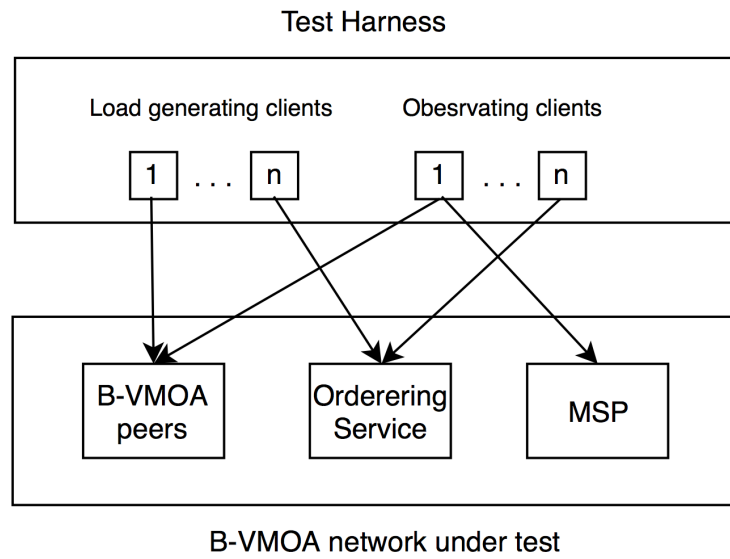 Test Harness
Load generating clients Obesrvating clients
1 . . . n 1 . . . n
B-VMOA Orderering MSP
peers Service
B-VMOA network under test